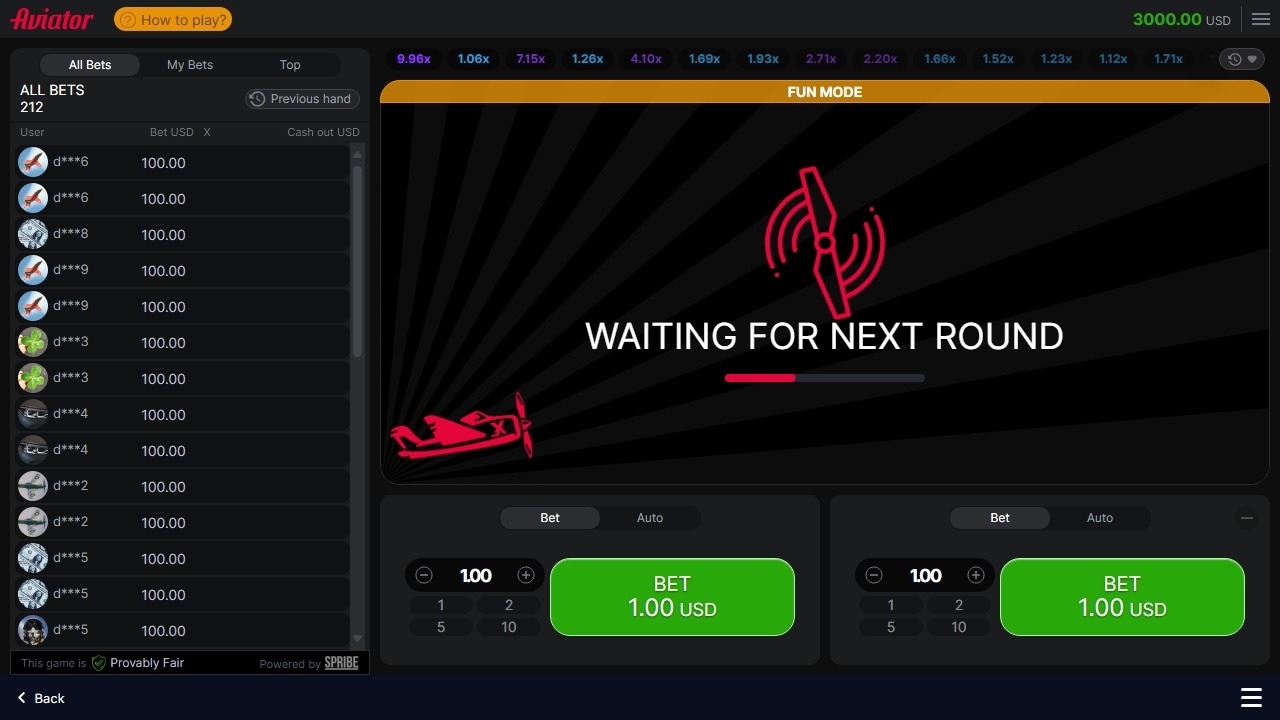 Aviator
? How to play?
3000.00 USD
All Bets
My Bets
Top
ALL BETS
212
Previous hand
User
Bet USD
X
Cash out USD
d***6 100.00
d***6 100.00
d***8 100.00
d***9 100.00
d***9 100.00
d***3 100.00
d***3 100.00
d***4 100.00
d***4 100.00
d***2 100.00
d***2 100.00
d***5 100.00
d***5 100.00
d***5 100.00
This game is Provably Fair
Powered by SPRIBE
9.96x 1.06x 7.15x 1.26x 4.10x 1.69x 1.93x 2.71x 2.20x 1.66x 1.52x 1.23x 1.12x 1.71x
FUN MODE
WAITING FOR NEXT ROUND
X
Bet
Auto
1.00
1
2
5
10
BET
1.00 USD
Bet
Auto
1.00
1
2
5
10
BET
1.00 USD
Back